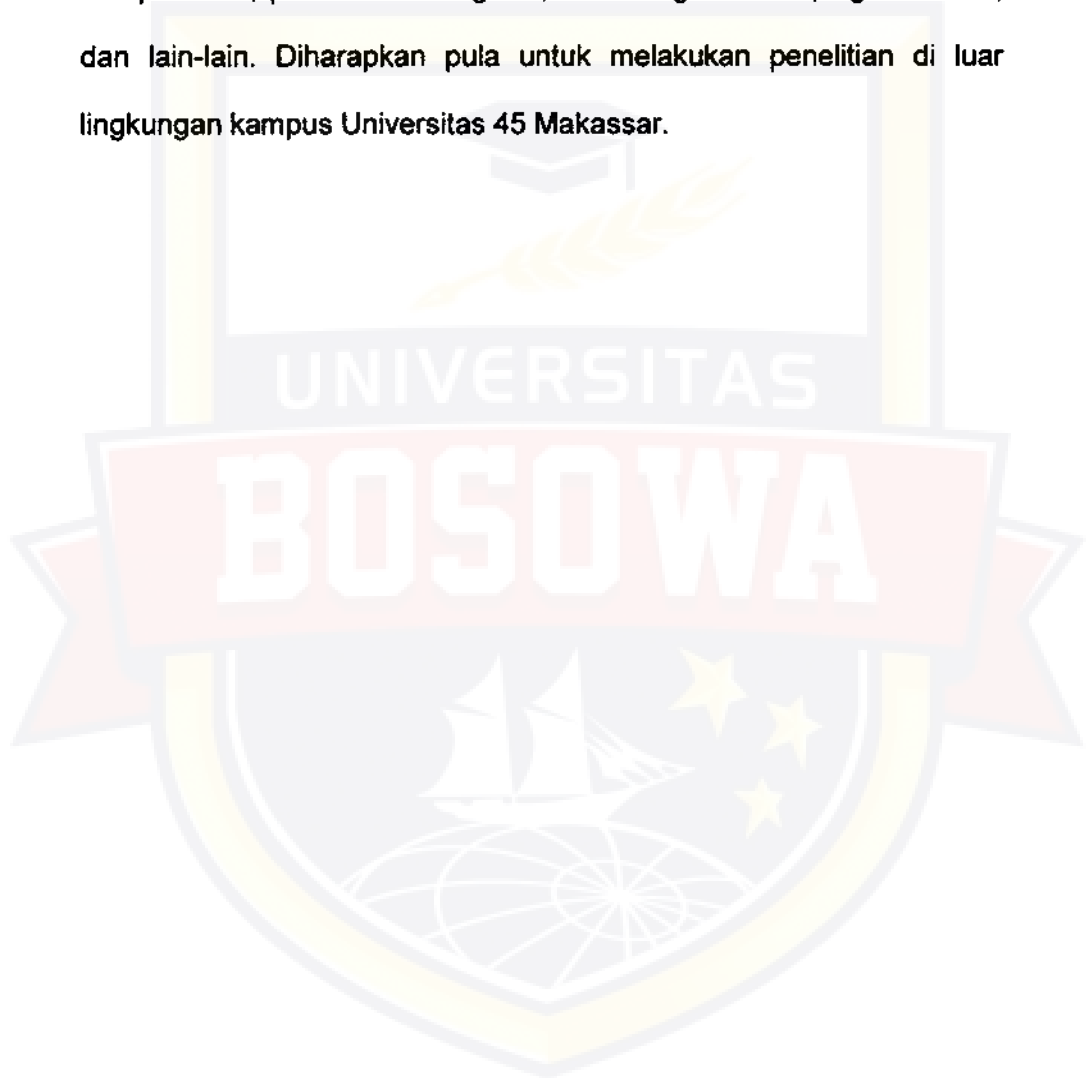 dan lain-lain. Diharapkan pula untuk melakukan penelitian di luar
lingkungan kampus Universitas 45 Makassar.
UNIVERSITAS
BOSOWA